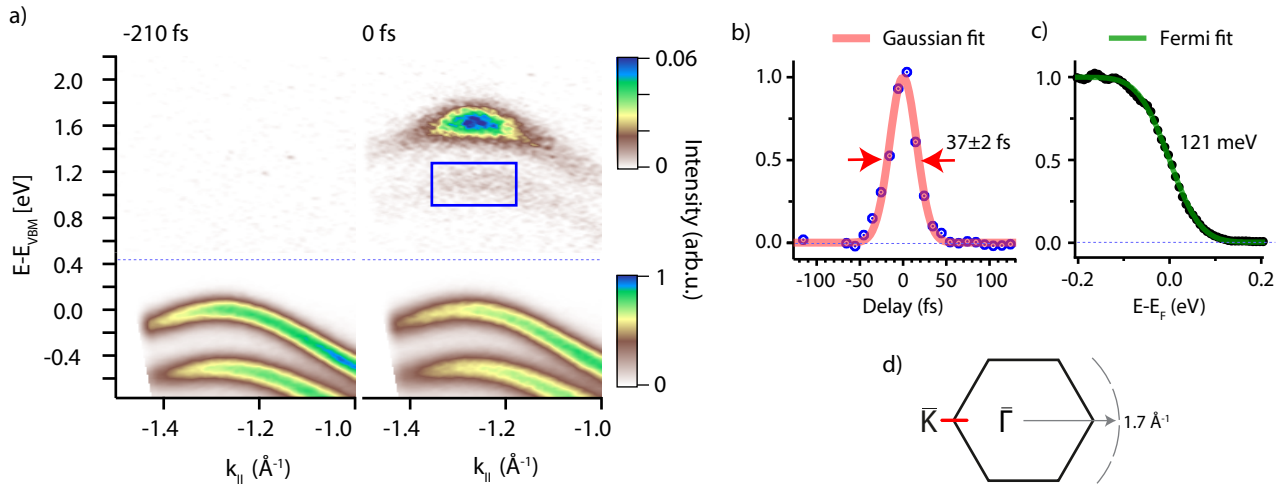 a)
-210 fs
0 fs
E-E_VBM [eV]
2.0
1.6
1.2
0.8
0.4
0.0
-0.4
-1.4
-1.2
-1.0
k_|| (Å⁻¹)
-1.4
-1.2
-1.0
k_|| (Å⁻¹)
0.06
0
Intensity (arb.u.)
1
0
b)
Gaussian fit
1.0
0.5
0.0
37±2 fs
-100
-50
0
50
100
Delay (fs)
c)
Fermi fit
1.0
0.5
0.0
121 meV
-0.2
0.0
0.2
E-E_F (eV)
d)
K̅
Γ̅
1.7 Å⁻¹